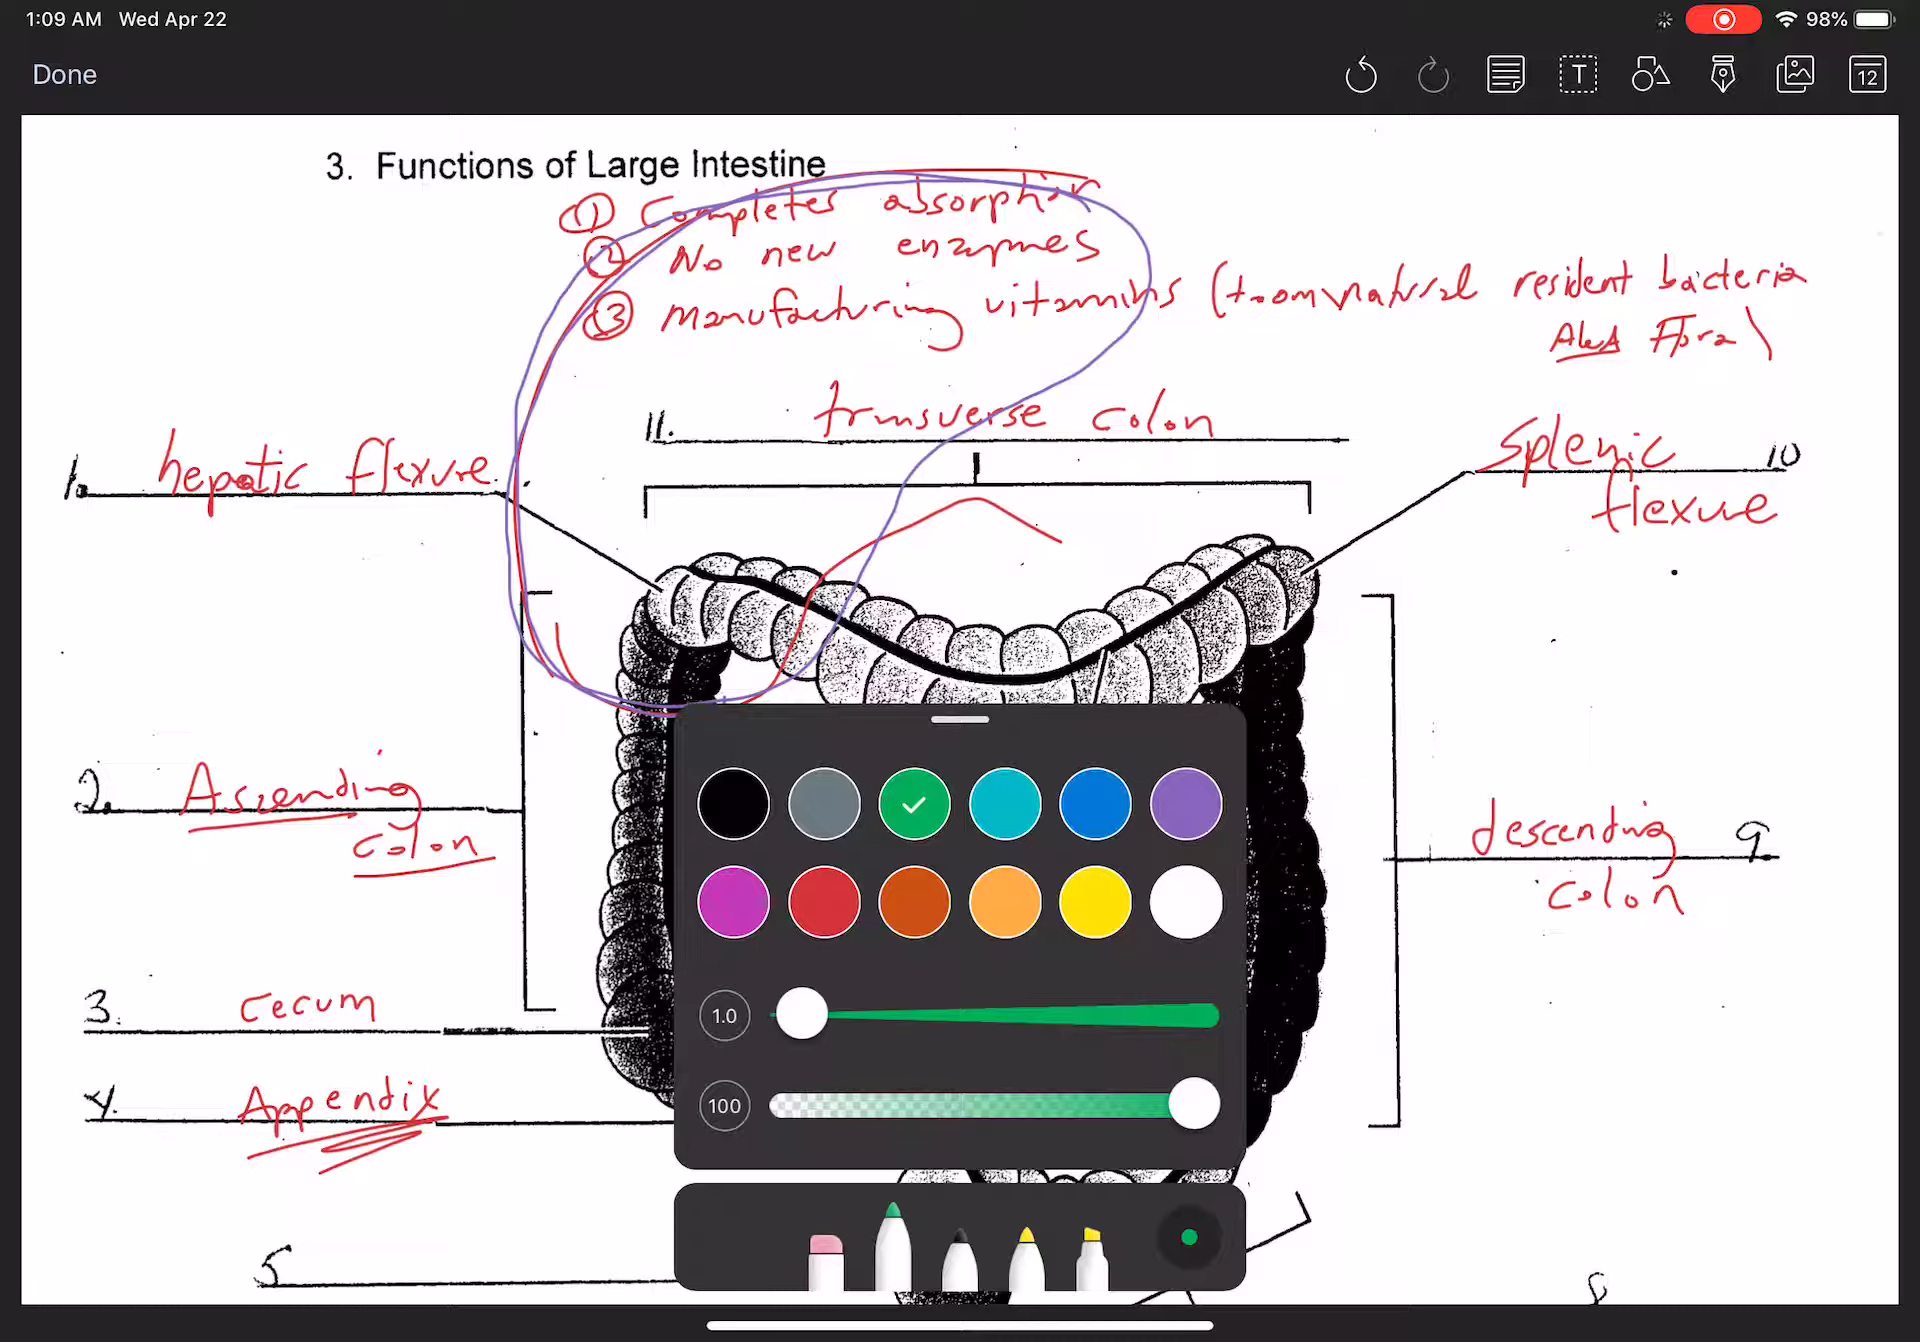 1:09 AM Wed Apr 22
98%
Done
T
12
3. Functions of Large Intestine
① Completes absorption
② No new enzymes
③ manufacturing vitamins (from natural resident bacteria
AKA Flora)
11. transverse colon
1. hepatic flexure
splenic 10
flexure
2. Ascending
colon
descending 9.
colon
3. cecum
4. Appendix
1.0
100
5
8